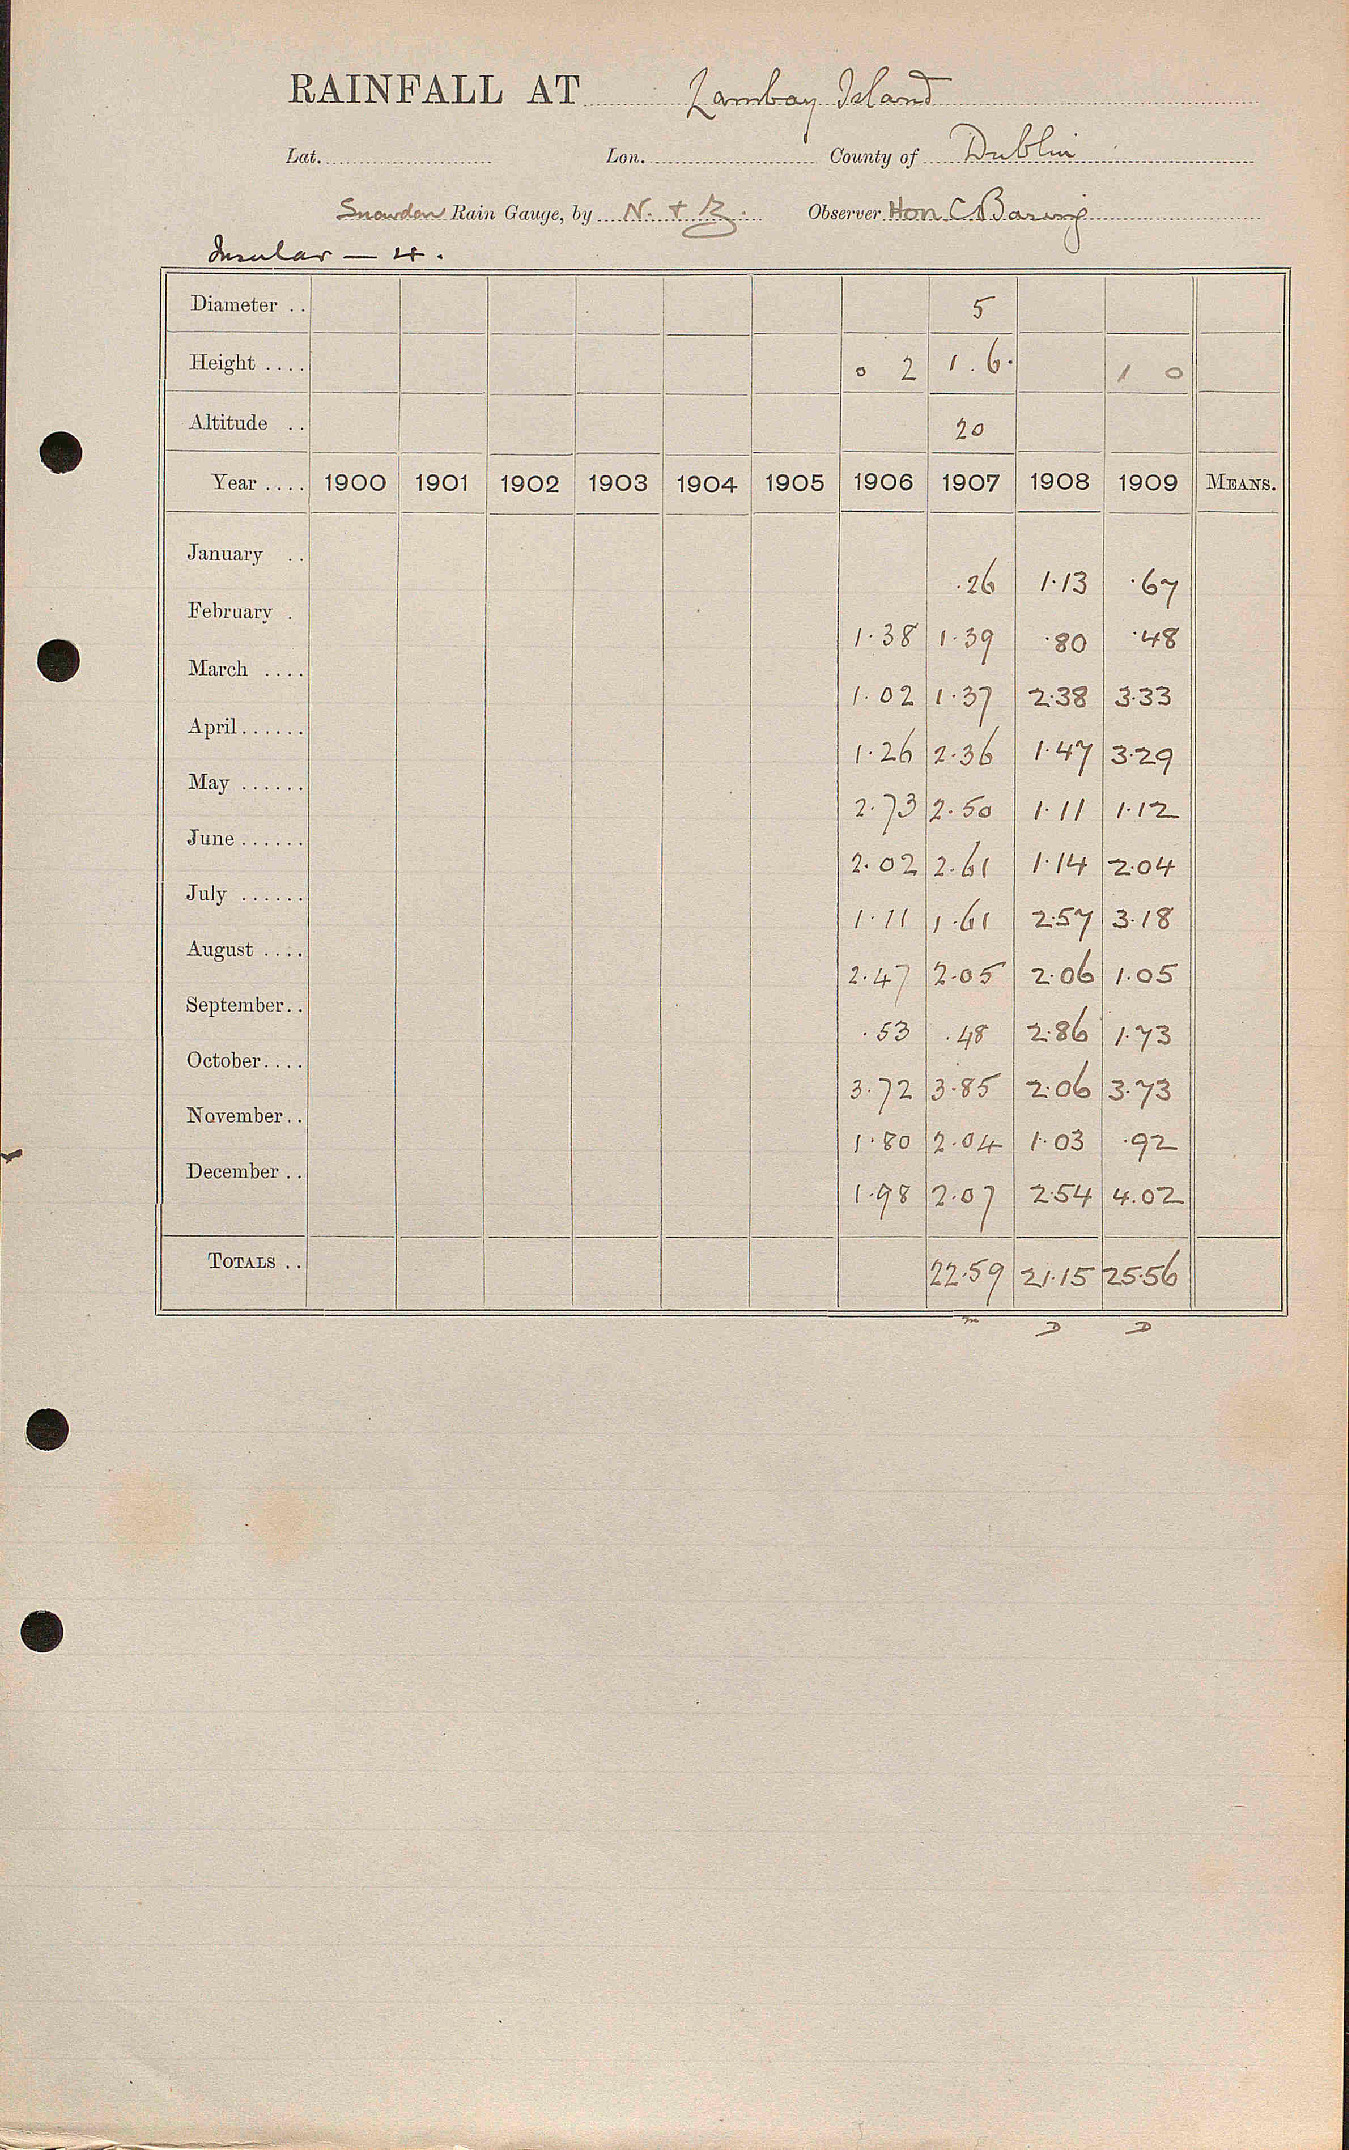 RAINFALL AT Lambay Island
Lat. Lon. County of Dublin
Snowdon Rain Gauge, by N. + Z. Observer Hon C Baring
Insular — 4.
Diameter .. 5
Height .... 0 2 1.6. 1 0
Altitude .. 20
Year .... 1900 1901 1902 1903 1904 1905 1906 1907 1908 1909 MEANS.
January .. .26 1.13 .67
February . 1.38 1.39 .80 .48
March .... 1.02 1.37 2.38 3.33
April...... 1.26 2.36 1.47 3.29
May ...... 2.73 2.50 1.11 1.12
June...... 2.02 2.61 1.14 2.04
July ...... 1.11 1.61 2.57 3.18
August .... 2.47 2.05 2.06 1.05
September.. .53 .48 2.86 1.73
October.... 3.72 3.85 2.06 3.73
November.. 1.80 2.04 1.03 .92
December .. 1.98 2.07 2.54 4.02
TOTALS .. 22.59 21.15 25.56
m D D